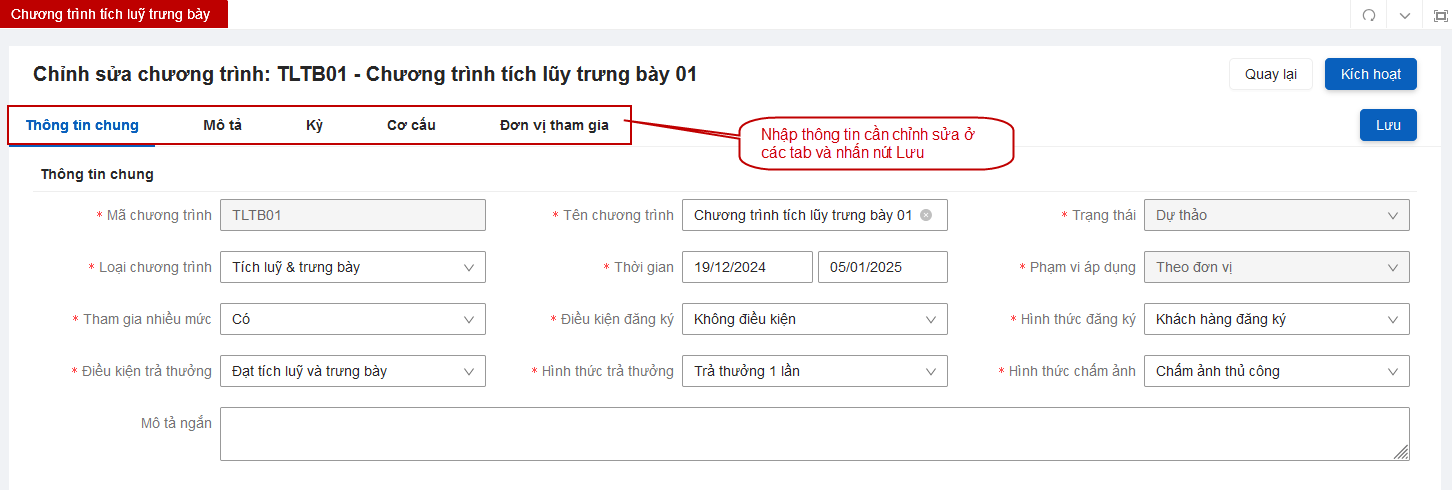 Chương trình tích luỹ trưng bày
Chỉnh sửa chương trình: TLTB01 - Chương trình tích lũy trưng bày 01
Quay lại
Kích hoạt
Thông tin chung
Mô tả
Kỳ
Cơ cấu
Đơn vị tham gia
Nhập thông tin cần chỉnh sửa ở
các tab và nhấn nút Lưu
Lưu
Thông tin chung
* Mã chương trình
TLTB01
* Tên chương trình
Chương trình tích lũy trưng bày 01
* Trạng thái
Dự thảo
* Loại chương trình
Tích luỹ & trưng bày
* Thời gian
19/12/2024
05/01/2025
* Phạm vi áp dụng
Theo đơn vị
* Tham gia nhiều mức
Có
* Điều kiện đăng ký
Không điều kiện
* Hình thức đăng ký
Khách hàng đăng ký
* Điều kiện trả thưởng
Đạt tích luỹ và trưng bày
* Hình thức trả thưởng
Trả thưởng 1 lần
* Hình thức chấm ảnh
Chấm ảnh thủ công
Mô tả ngắn